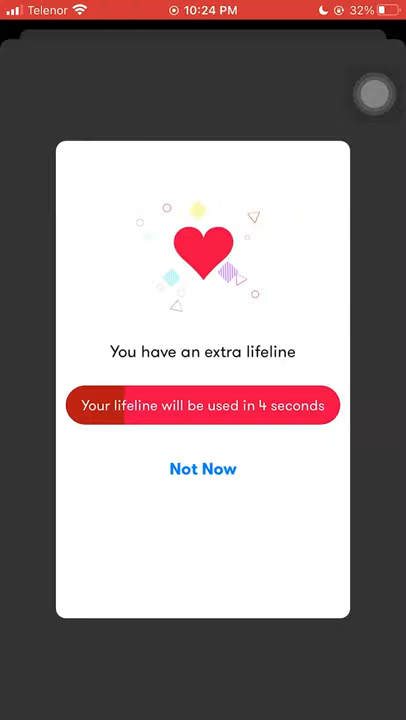 Telenor 10:24 PM 32%
You have an extra lifeline
Your lifeline will be used in 4 seconds
Not Now